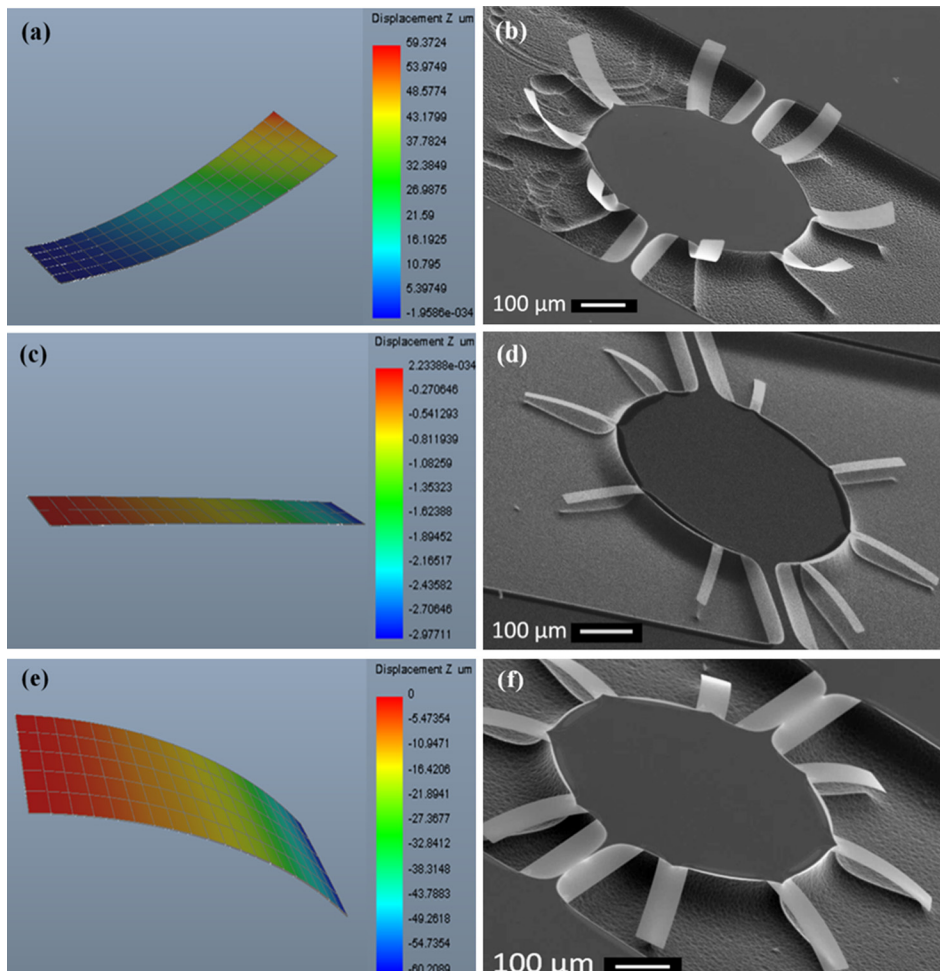 (a)
Displacement Z um
59.3724
53.9749
48.5774
43.1799
37.7824
32.3849
26.9875
21.59
16.1925
10.795
5.39749
-1.9586e-034
(b)
100 µm
(c)
Displacement Z um
2.23388e-034
-0.270646
-0.541293
-0.811939
-1.08259
-1.35323
-1.62388
-1.89452
-2.16517
-2.43582
-2.70646
-2.97711
(d)
100 µm
(e)
Displacement Z um
0
-5.47354
-10.9471
-16.4206
-21.8941
-27.3677
-32.8412
-38.3148
-43.7883
-49.2618
-54.7354
-60.2089
(f)
100 µm